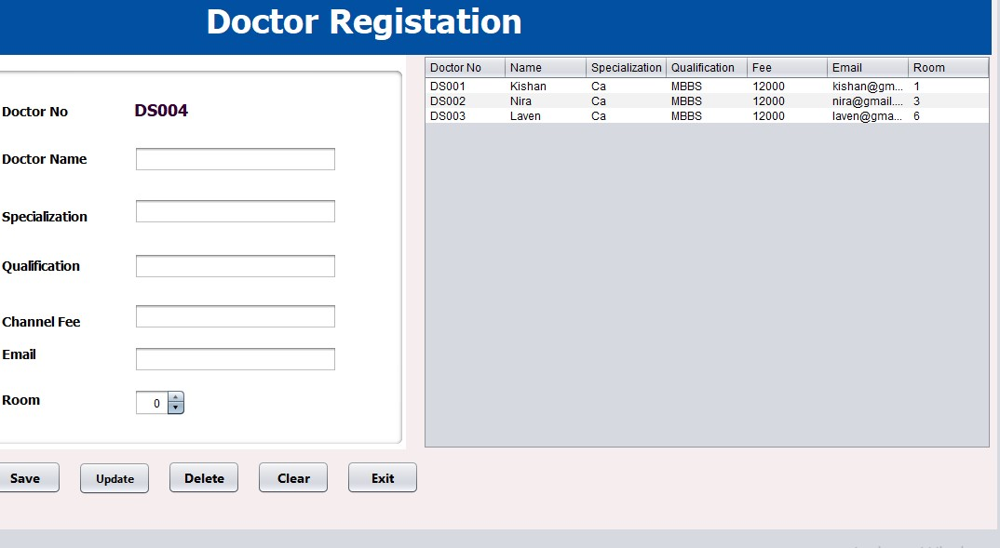 Doctor Registation
Doctor No DS004
Doctor Name
Specialization
Qualification
Channel Fee
Email
Room 0
Save Update Delete Clear Exit
Doctor No Name Specialization Qualification Fee Email Room
DS001 Kishan Ca MBBS 12000 kishan@gm... 1
DS002 Nira Ca MBBS 12000 nira@gmail.... 3
DS003 Laven Ca MBBS 12000 laven@gma... 6